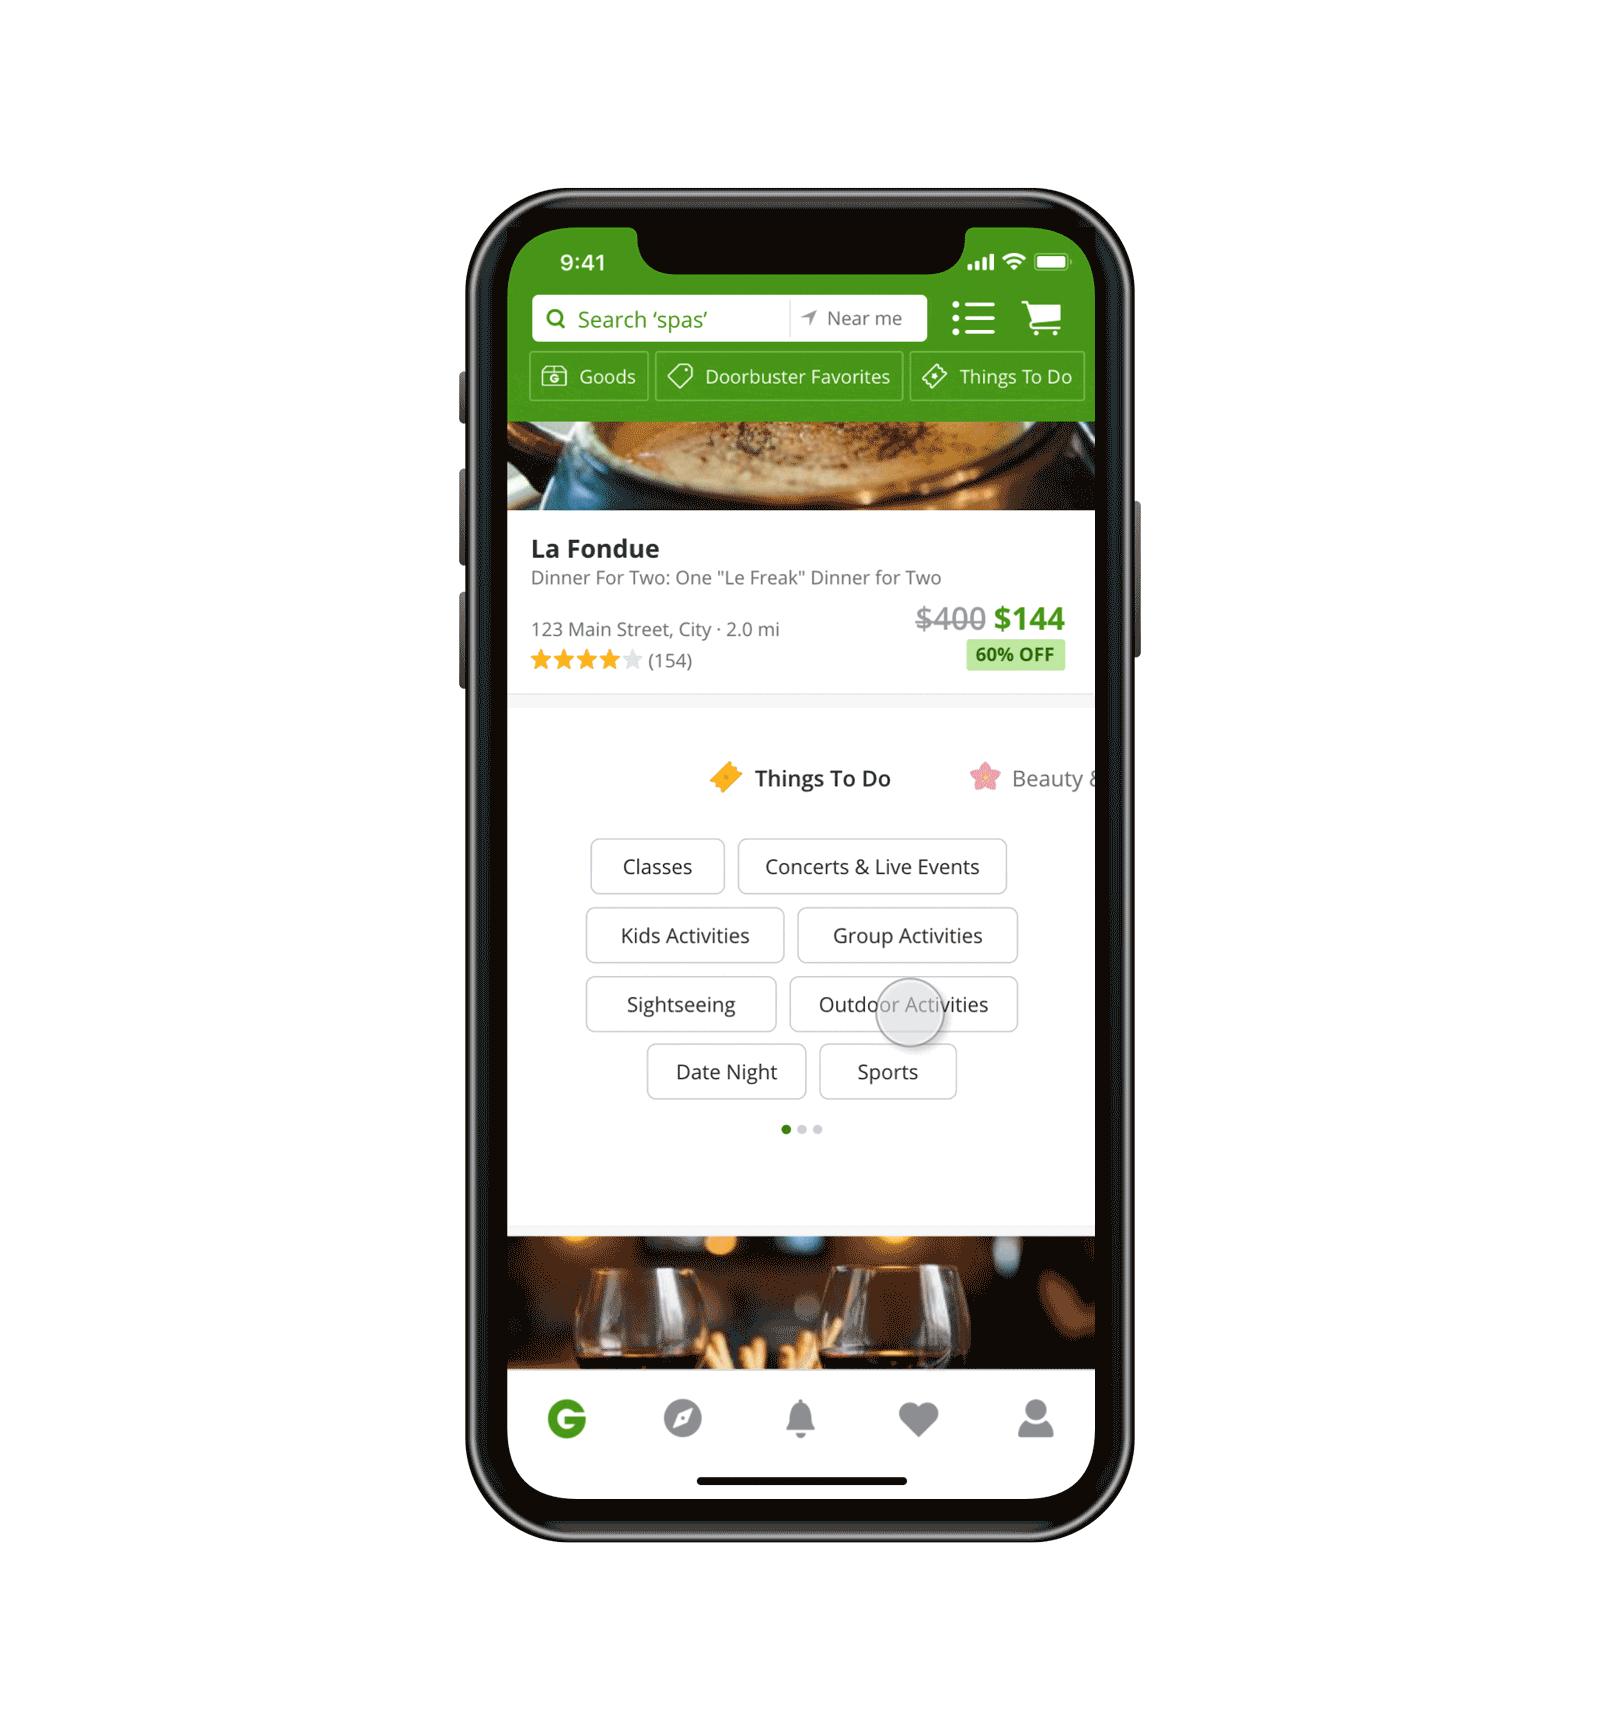 9:41
Search ‘spas’ Near me
Goods Doorbuster Favorites Things To Do
La Fondue
Dinner For Two: One "Le Freak" Dinner for Two
$400 $144
123 Main Street, City · 2.0 mi
60% OFF
(154)
Things To Do Beauty &
Classes Concerts & Live Events
Kids Activities Group Activities
Sightseeing Outdoor Activities
Date Night Sports
G